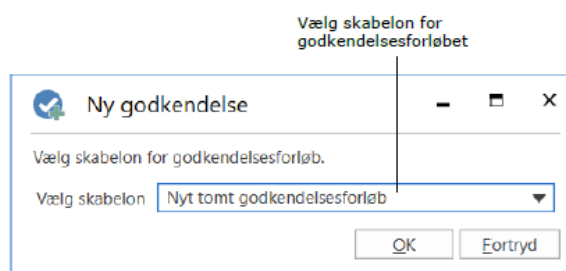 Vælg skabelon for
godkendelsesforløbet
Ny godkendelse
Vælg skabelon for godkendelsesforløb.
Vælg skabelon Nyt tomt godkendelsesforløb
OK Fortryd